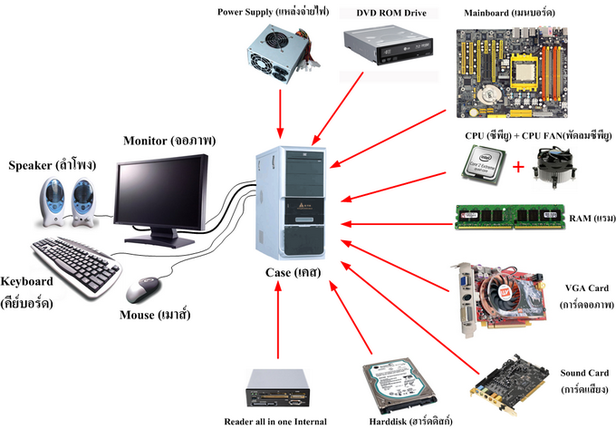 Power Supply (แหล่งจ่ายไฟ)
DVD ROM Drive
Mainboard (เมนบอร์ด)
Monitor (จอภาพ)
CPU (ซีพียู) + CPU FAN(พัดลมซีพียู)
Speaker (ลำโพง)
+
RAM (แรม)
Case (เคส)
Keyboard
(คีย์บอร์ด)
Mouse (เมาส์)
VGA Card
(การ์ดจอภาพ)
Sound Card
(การ์ดเสียง)
Reader all in one Internal
Harddisk (ฮาร์ดดิสก์)